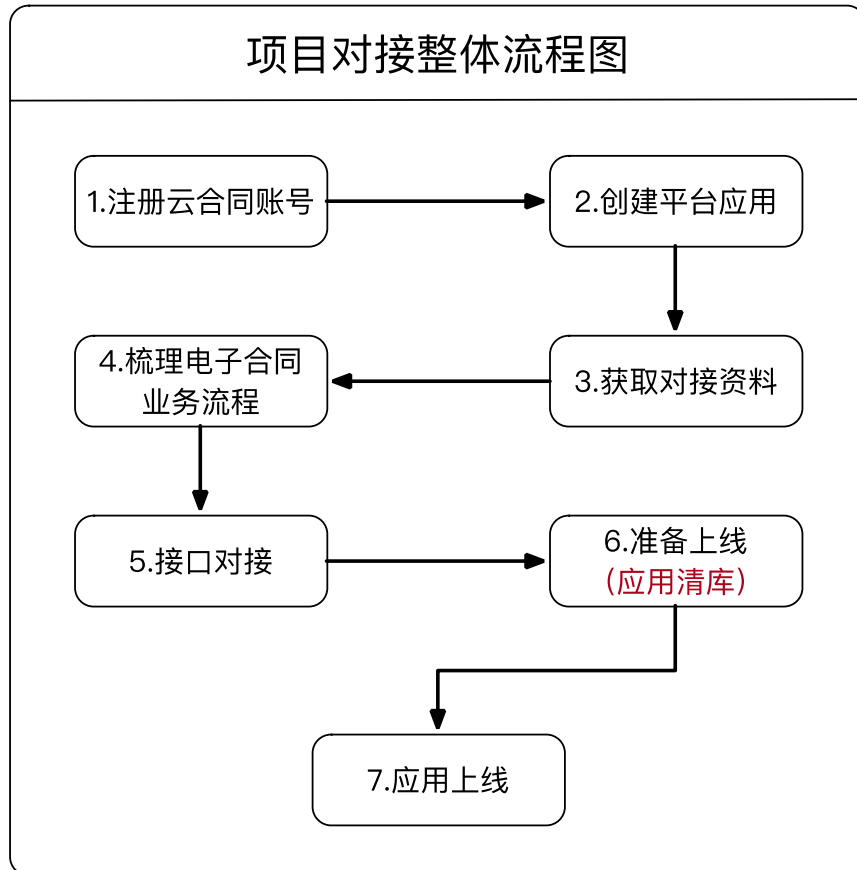 项目对接整体流程图
1.注册云合同账号
2.创建平台应用
3.获取对接资料
4.梳理电子合同
业务流程
5.接口对接
6.准备上线
(应用清库)
7.应用上线